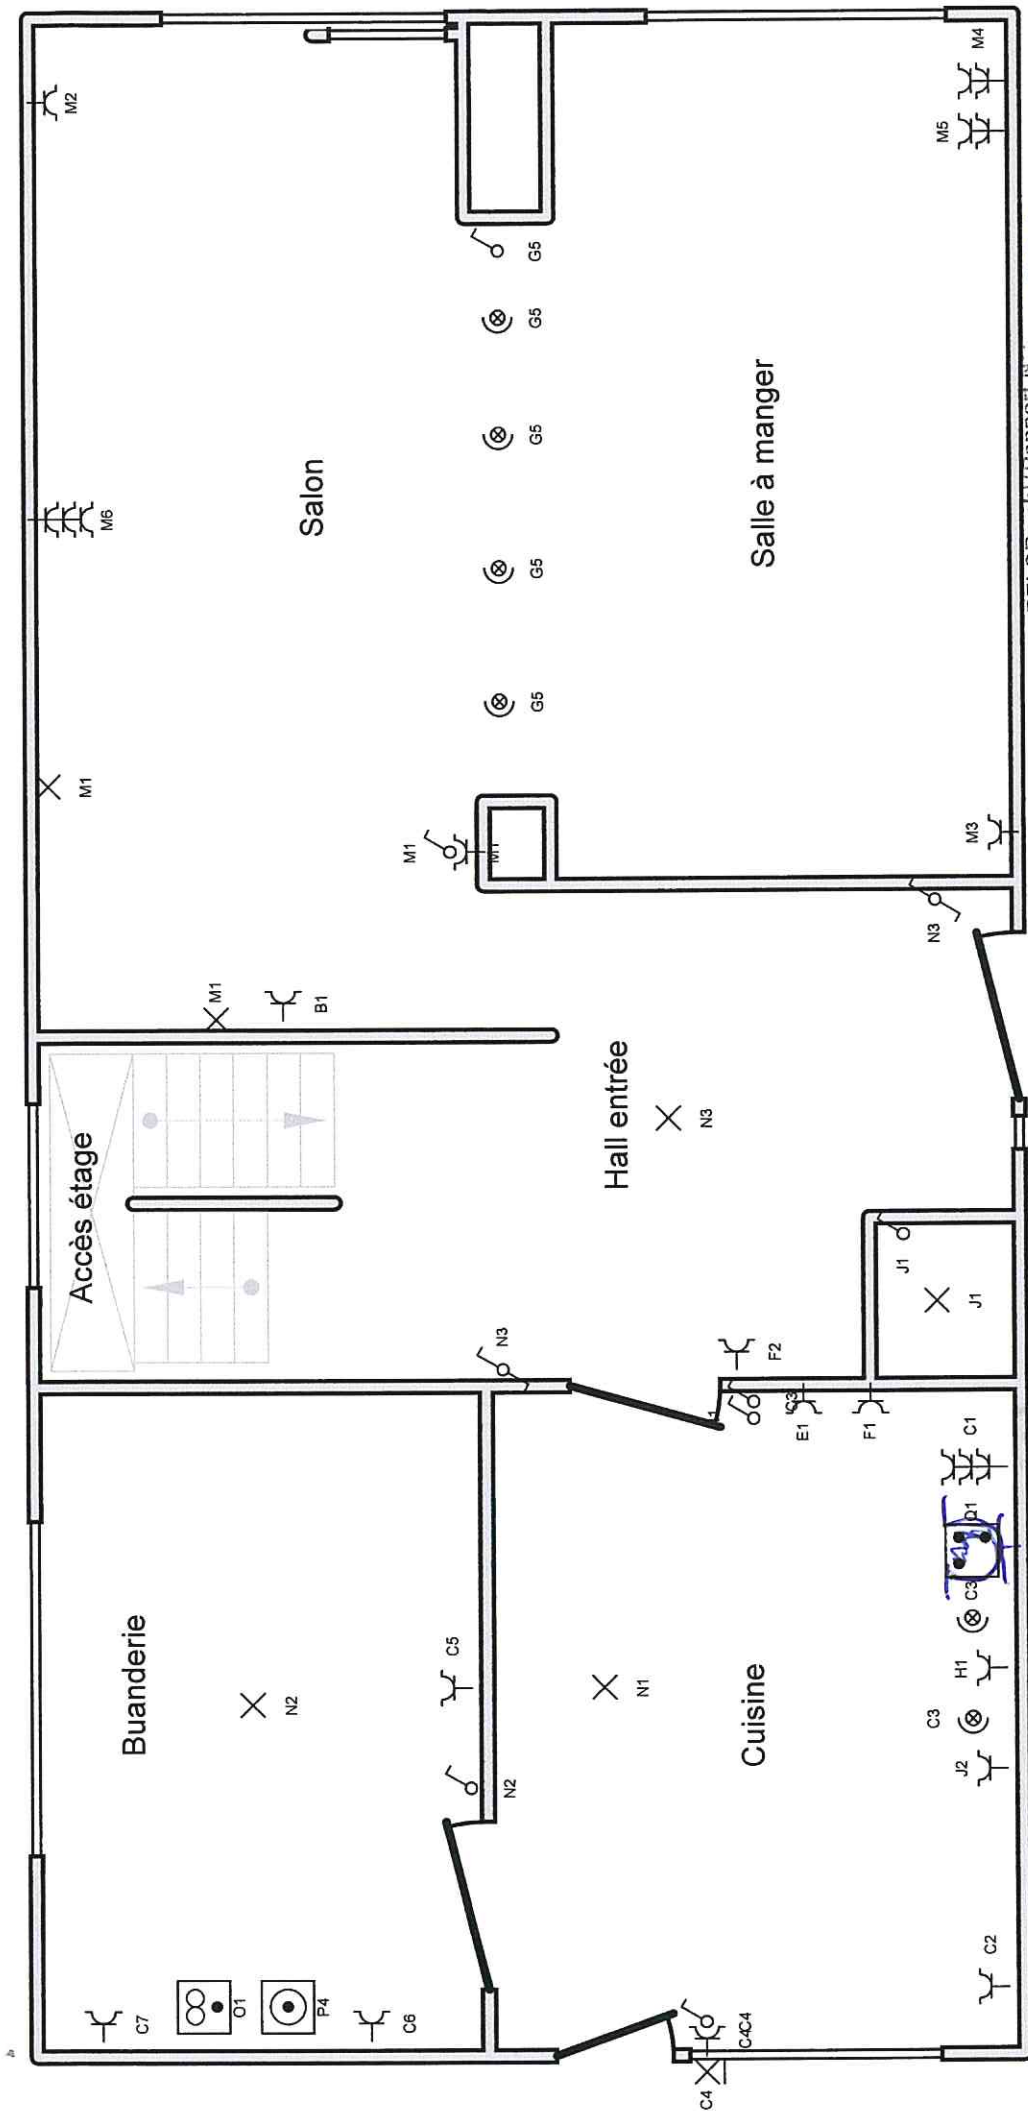 M2
M6
M1
Salon
G5
G5
G5
G5
G5
Salle à manger
M4
M5
M3
M1
M1
M1
B1
N3
Accès étage
Hall entrée
N3
N3
J1
J1
F2
C3
1
E1
F1
C1
Q1
C3
H1
C3
J2
C2
Buanderie
N2
C5
N2
N1
Cuisine
C7
O1
P4
C6
C4C4
C4